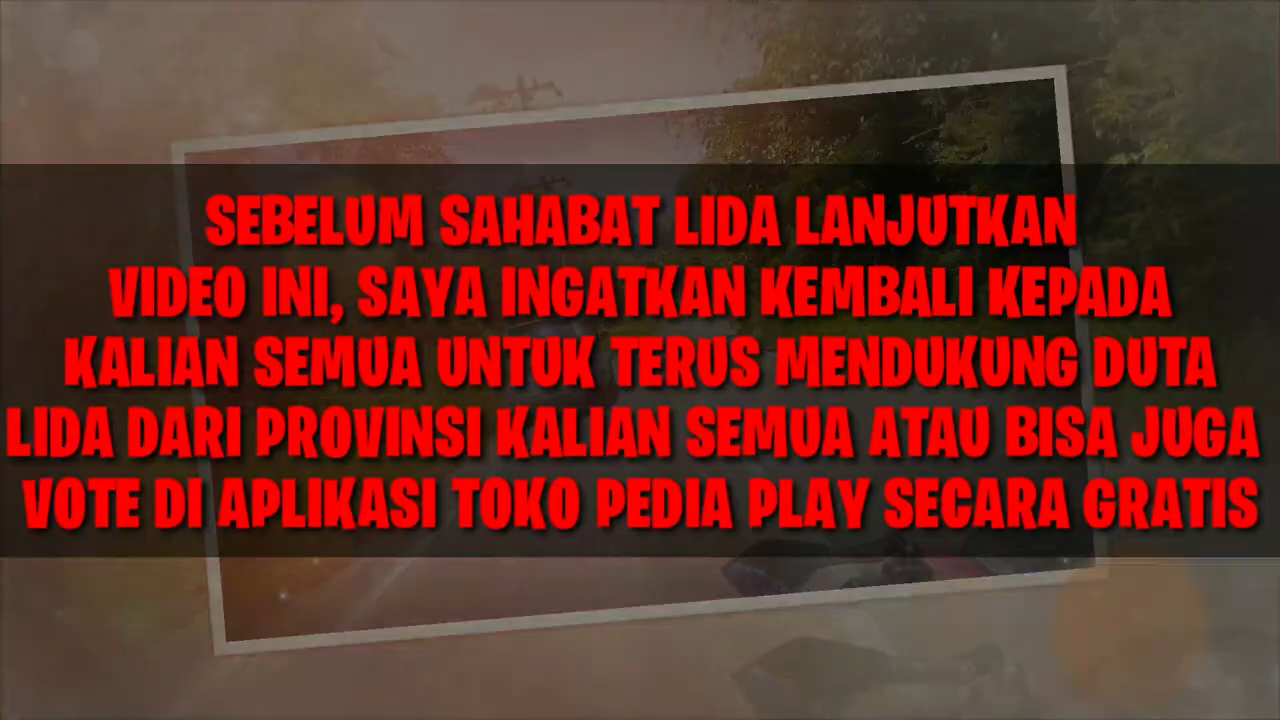 SEBELUM SAHABAT LIDA LANJUTKAN
VIDEO INI, SAYA INGATKAN KEMBALI KEPADA
KALIAN SEMUA UNTUK TERUS MENDUKUNG DUTA
LIDA DARI PROVINSI KALIAN SEMUA ATAU BISA JUGA
VOTE DI APLIKASI TOKO PEDIA PLAY SECARA GRATIS